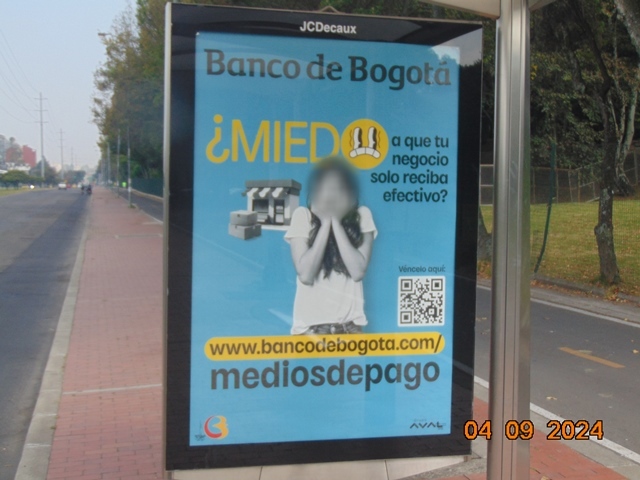 JCDecaux
Banco de Bogotá
¿MIEDO a que tu
negocio
solo reciba
efectivo?
Véncelo aquí:
www.bancodebogota.com/
mediosdepago
AVAL
04 09 2024